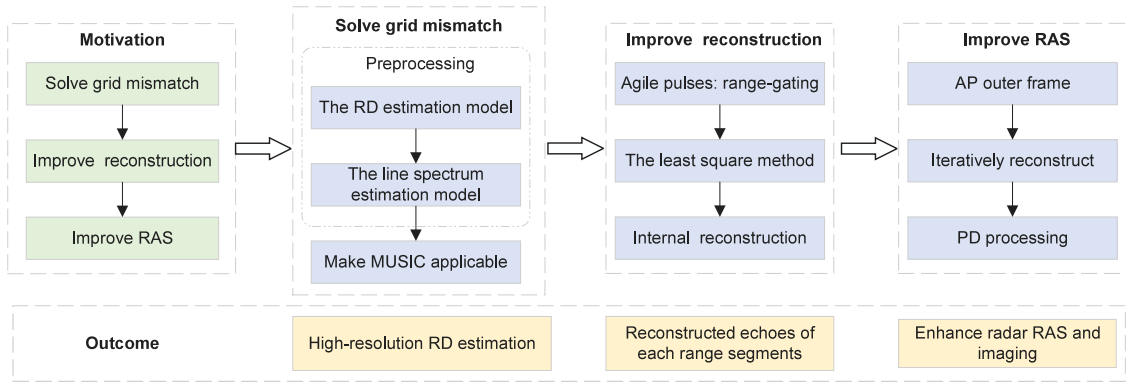 Motivation
Solve grid mismatch
Improve reconstruction
Improve RAS
Solve grid mismatch
Preprocessing
The RD estimation model
The line spectrum
estimation model
Make MUSIC applicable
Improve reconstruction
Agile pulses: range-gating
The least square method
Internal reconstruction
Improve RAS
AP outer frame
Iteratively reconstruct
PD processing
Outcome
High-resolution RD estimation
Reconstructed echoes of
each range segments
Enhance radar RAS and
imaging